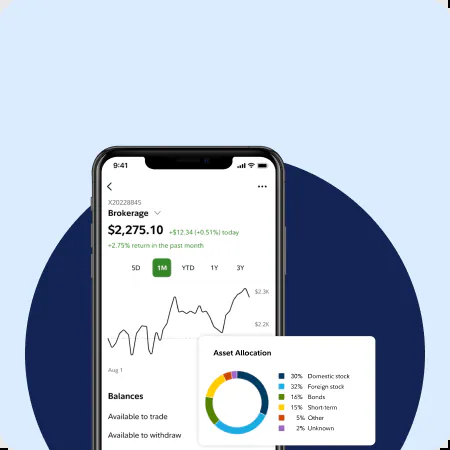 9:41
X20228845
Brokerage
$2,275.10 +$12.34 (+0.51%) today
+2.75% return in the past month
5D 1M YTD 1Y 3Y
$2.3K
$2.2K
Aug 1
Asset Allocation
30% Domestic stock
32% Foreign stock
16% Bonds
15% Short-term
5% Other
2% Unknown
Balances
Available to trade
Available to withdraw